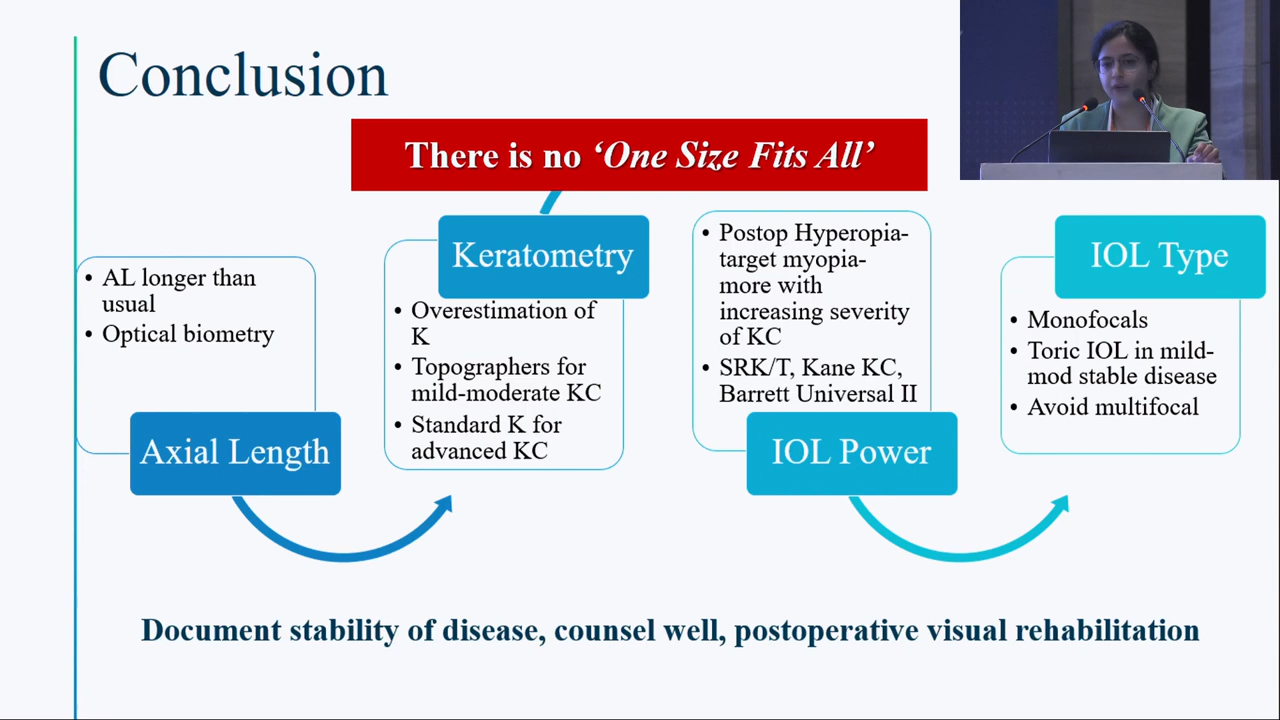 Conclusion
There is no ‘One Size Fits All’
• AL longer than
usual
• Optical biometry
Axial Length
Keratometry
• Overestimation of
K
• Topographers for
mild-moderate KC
• Standard K for
advanced KC
• Postop Hyperopia-
target myopia-
more with
increasing severity
of KC
• SRK/T, Kane KC,
Barrett Universal II
IOL Power
IOL Type
• Monofocals
• Toric IOL in mild-
mod stable disease
• Avoid multifocal
Document stability of disease, counsel well, postoperative visual rehabilitation